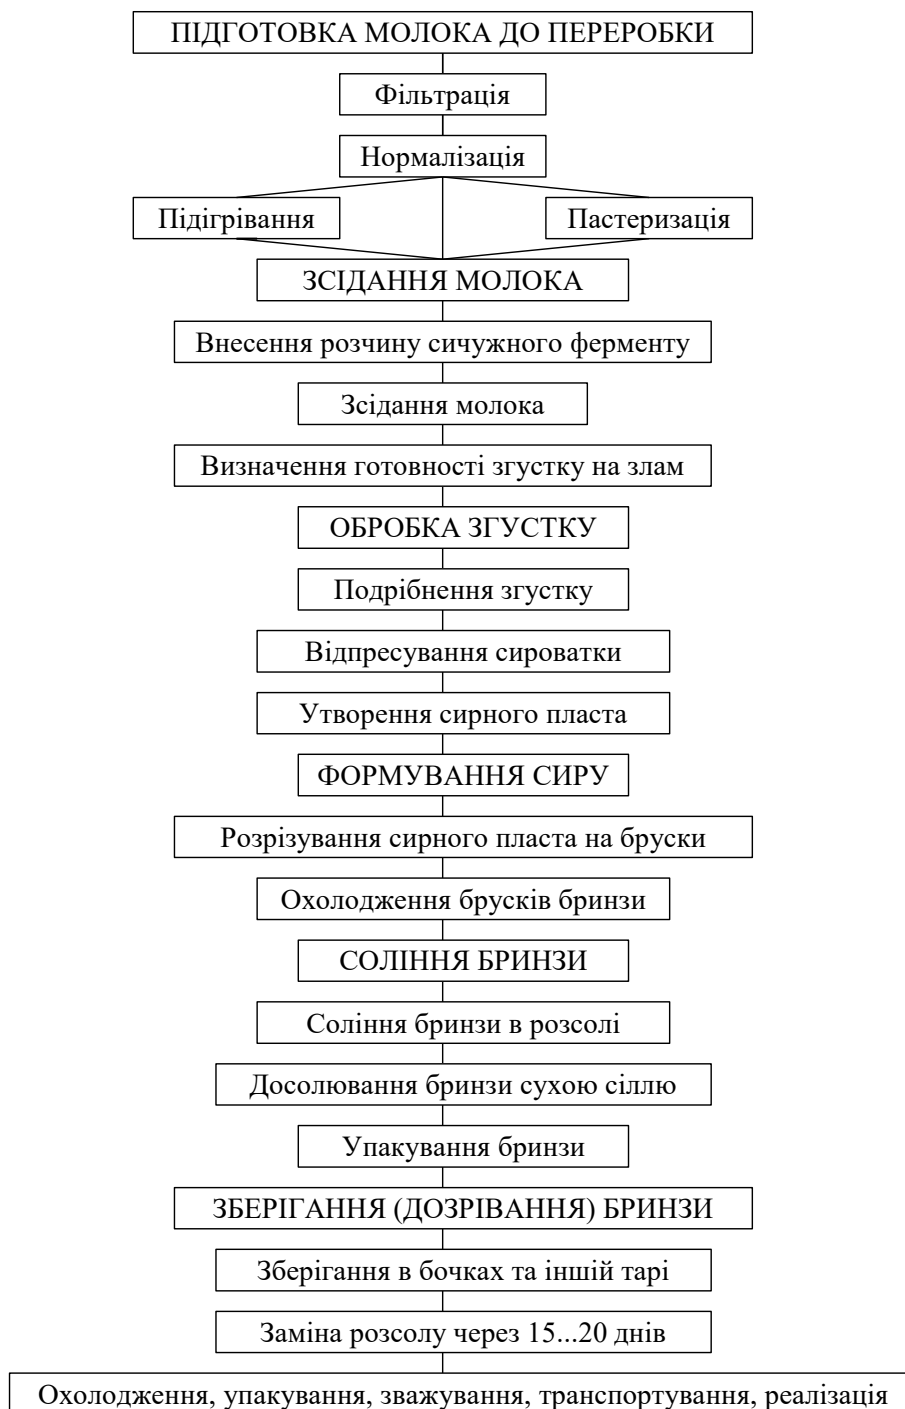 ПІДГОТОВКА МОЛОКА ДО ПЕРЕРОБКИ
Фільтрація
Нормалізація
Підігрівання
Пастеризація
ЗСІДАННЯ МОЛОКА
Внесення розчину сичужного ферменту
Зсідання молока
Визначення готовності згустку на злам
ОБРОБКА ЗГУСТКУ
Подрібнення згустку
Відпресування сироватки
Утворення сирного пласта
ФОРМУВАННЯ СИРУ
Розрізування сирного пласта на бруски
Охолодження брусків бринзи
СОЛІННЯ БРИНЗИ
Соління бринзи в розсолі
Досолювання бринзи сухою сіллю
Упакування бринзи
ЗБЕРІГАННЯ (ДОЗРІВАННЯ) БРИНЗИ
Зберігання в бочках та іншій тарі
Заміна розсолу через 15...20 днів
Охолодження, упакування, зважування, транспортування, реалізація